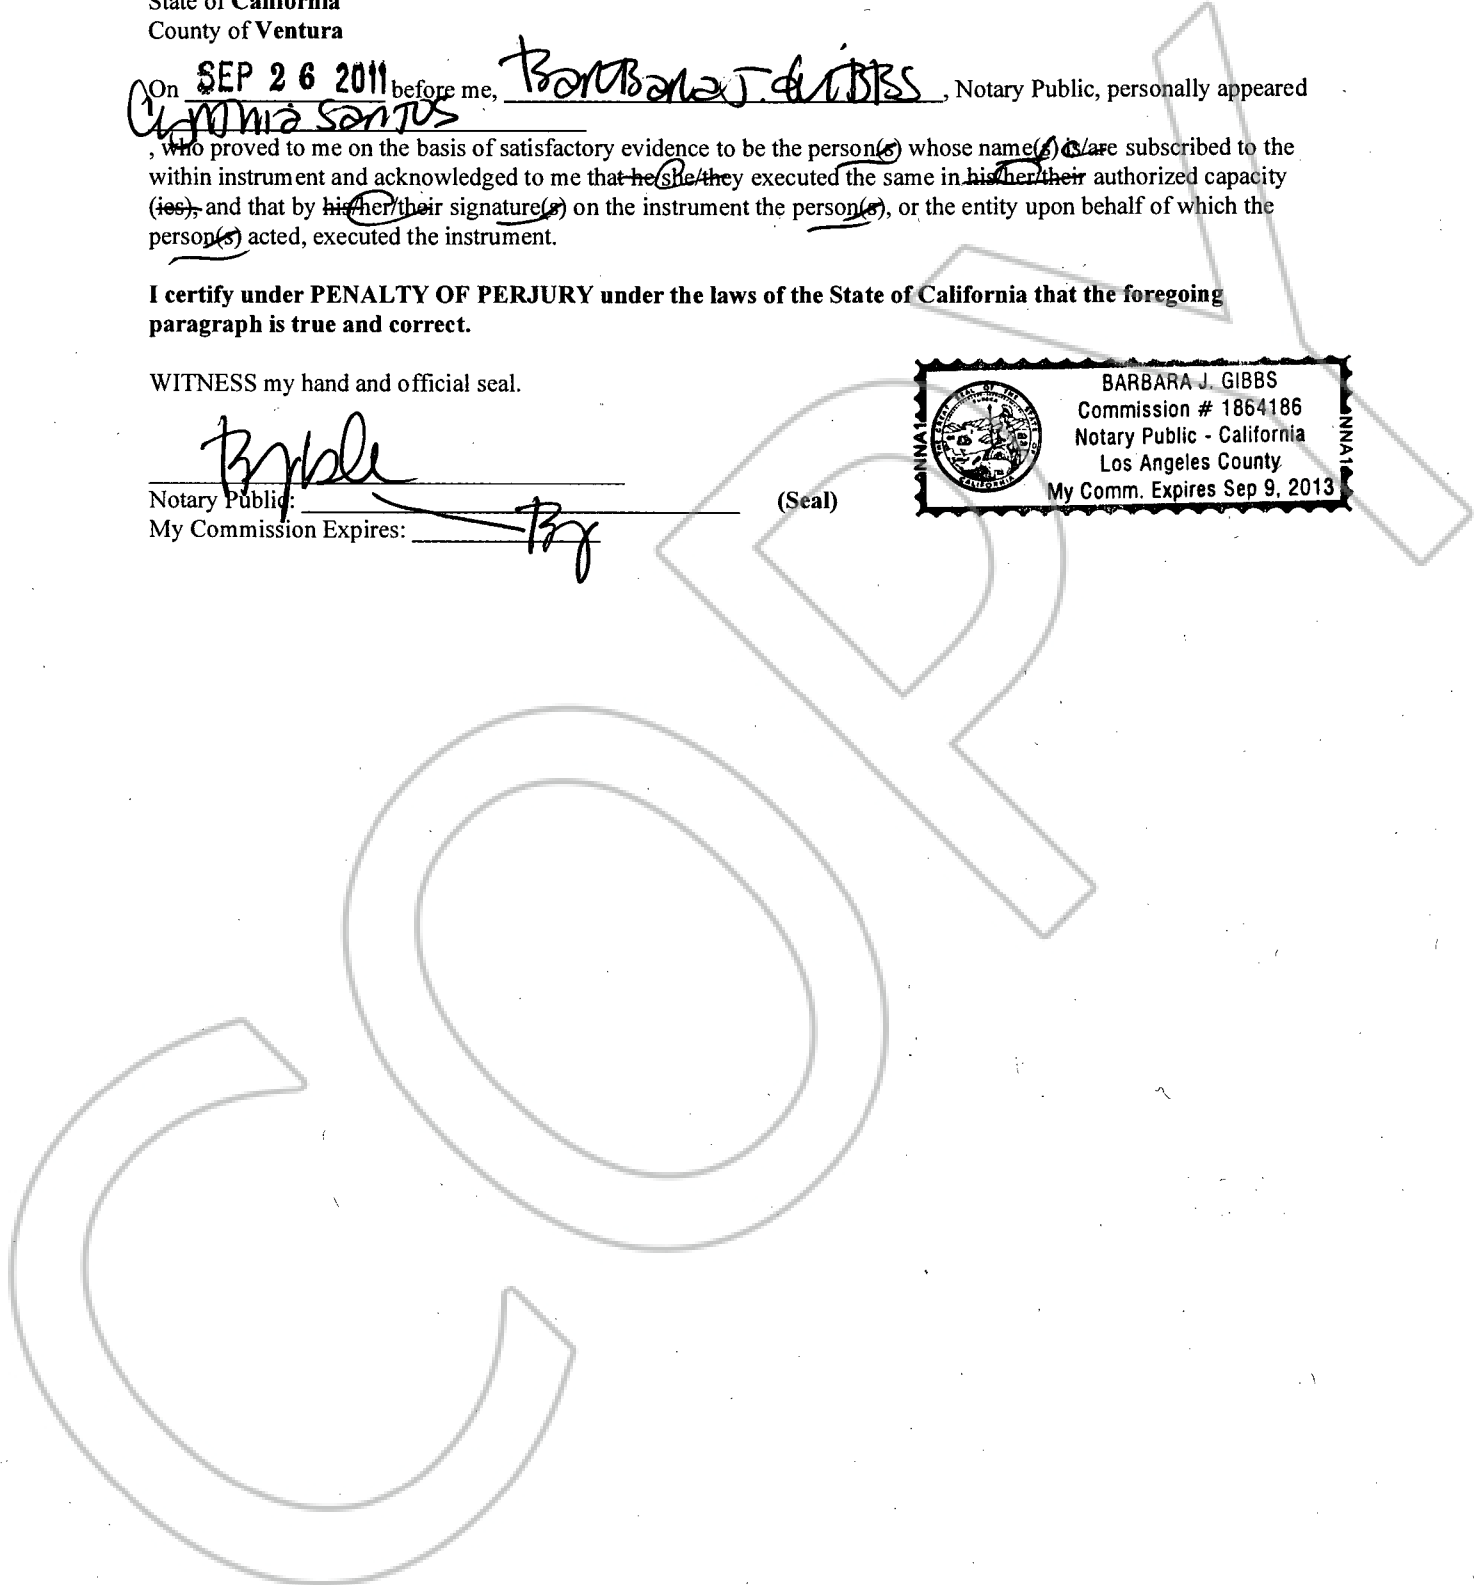 State of California
County of Ventura
On SEP 26 2011 before me, Barbara J. Gibbs, Notary Public, personally appeared
Cynthia Santos
, who proved to me on the basis of satisfactory evidence to be the person(s) whose name(s) is/are subscribed to the
within instrument and acknowledged to me that he/she/they executed the same in his/her/their authorized capacity
(ies), and that by his/her/their signature(s) on the instrument the person(s), or the entity upon behalf of which the
person(s) acted, executed the instrument.
I certify under PENALTY OF PERJURY under the laws of the State of California that the foregoing
paragraph is true and correct.
WITNESS my hand and official seal.
Notary Public:
My Commission Expires:
(Seal)
BARBARA J. GIBBS
Commission # 1864186
Notary Public - California
Los Angeles County
My Comm. Expires Sep 9, 2013
NNA1
NNA1
COPY